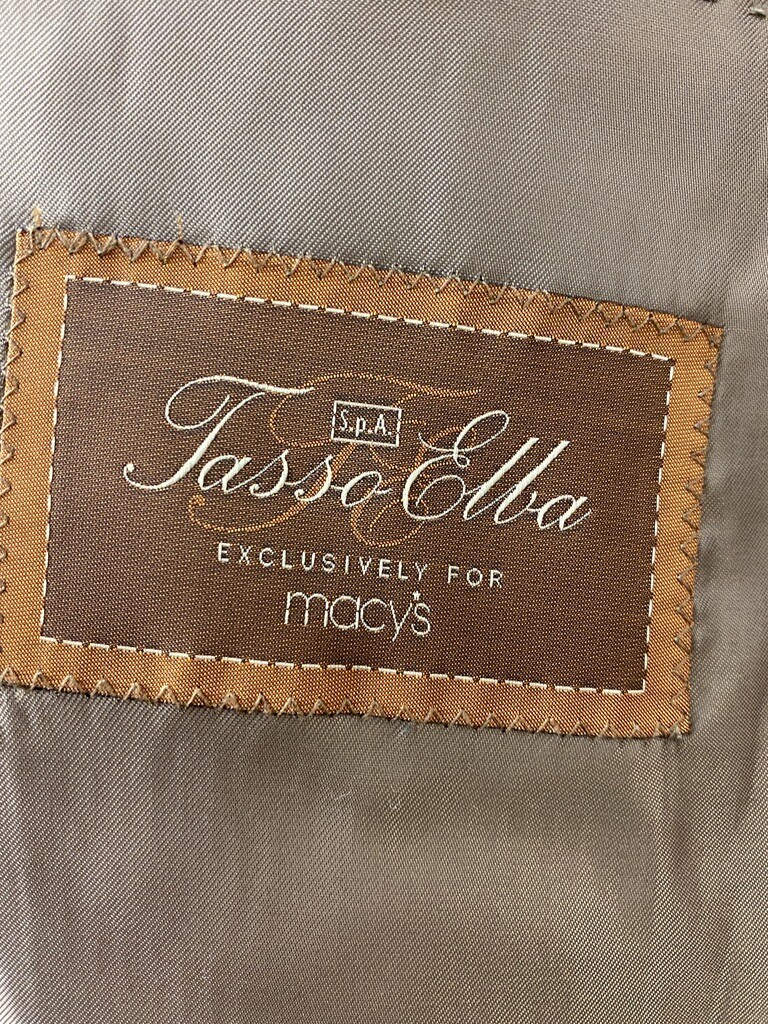 S.p.A.
Tasso Elba
EXCLUSIVELY FOR
macy's